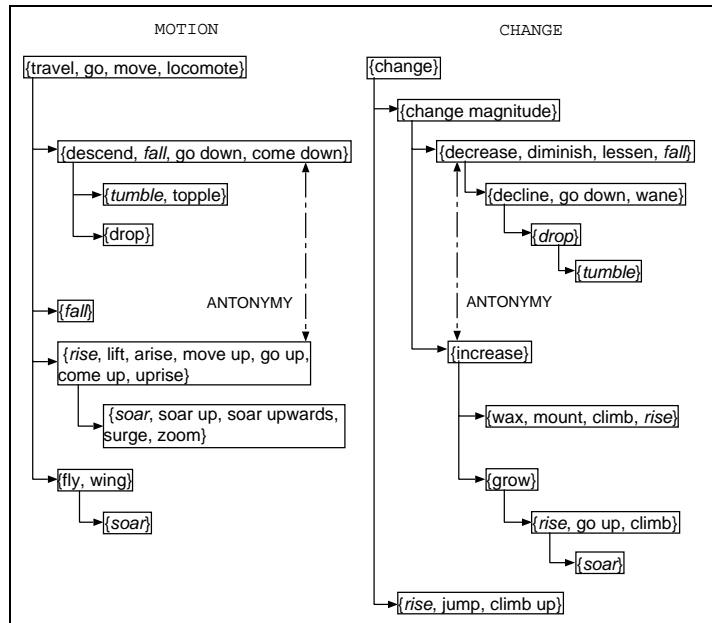 MOTION
{travel, go, move, locomote}
{descend, fall, go down, come down}
{tumble, topple}
{drop}
ANTONYMY
{fall}
{rise, lift, arise, move up, go up,
come up, uprise}
{soar, soar up, soar upwards,
surge, zoom}
{fly, wing}
{soar}
CHANGE
{change}
{change magnitude}
{decrease, diminish, lessen, fall}
{decline, go down, wane}
{drop}
{tumble}
ANTONYMY
{increase}
{wax, mount, climb, rise}
{grow}
{rise, go up, climb}
{soar}
{rise, jump, climb up}